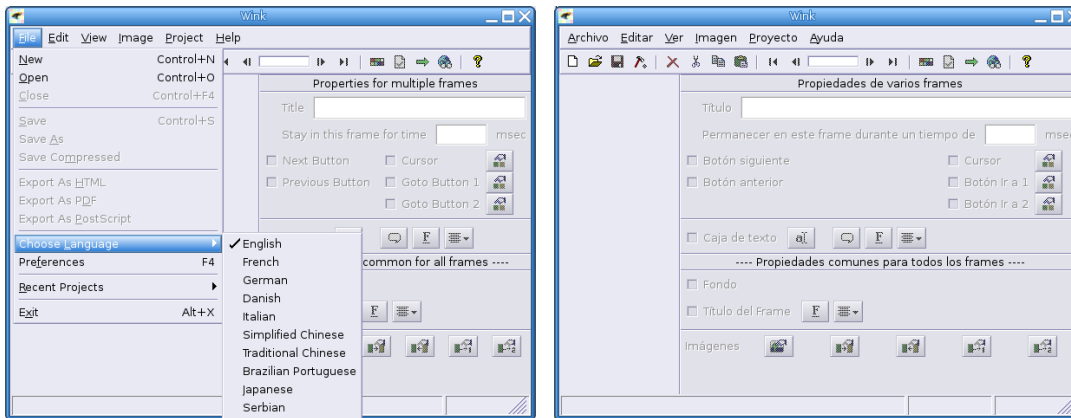 Wink
File Edit View Image Project Help
New Control+N
Open Control+O
Close Control+F4
Save Control+S
Save As
Save Compressed
Export As HTML
Export As PDF
Export As PostScript
Choose Language
Preferences F4
Recent Projects
Exit Alt+X
English
French
German
Danish
Italian
Simplified Chinese
Traditional Chinese
Brazilian Portuguese
Japanese
Serbian
Properties for multiple frames
Title
Stay in this frame for time msec
Next Button Cursor
Previous Button Goto Button 1
Goto Button 2
F
common for all frames ----
F
Wink
Archivo Editar Ver Imagen Proyecto Ayuda
Propiedades de varios frames
Título
Permanecer en este frame durante un tiempo de mse
Botón siguiente Cursor
Botón anterior Botón Ir a 1
Botón Ir a 2
Caja de texto a F
---- Propiedades comunes para todos los frames ----
Fondo
Título del Frame F
Imágenes